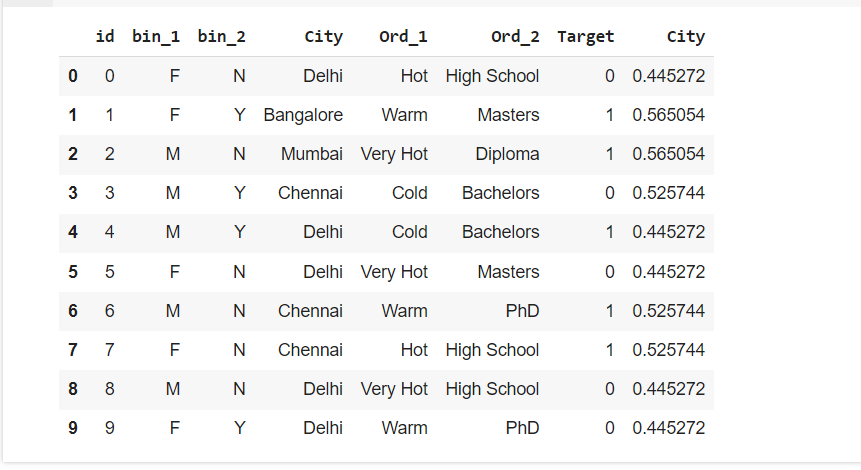 id bin_1 bin_2 City Ord_1 Ord_2 Target City
0 0 F N Delhi Hot High School 0 0.445272
1 1 F Y Bangalore Warm Masters 1 0.565054
2 2 M N Mumbai Very Hot Diploma 1 0.565054
3 3 M Y Chennai Cold Bachelors 0 0.525744
4 4 M Y Delhi Cold Bachelors 1 0.445272
5 5 F N Delhi Very Hot Masters 0 0.445272
6 6 M N Chennai Warm PhD 1 0.525744
7 7 F N Chennai Hot High School 1 0.525744
8 8 M N Delhi Very Hot High School 0 0.445272
9 9 F Y Delhi Warm PhD 0 0.445272